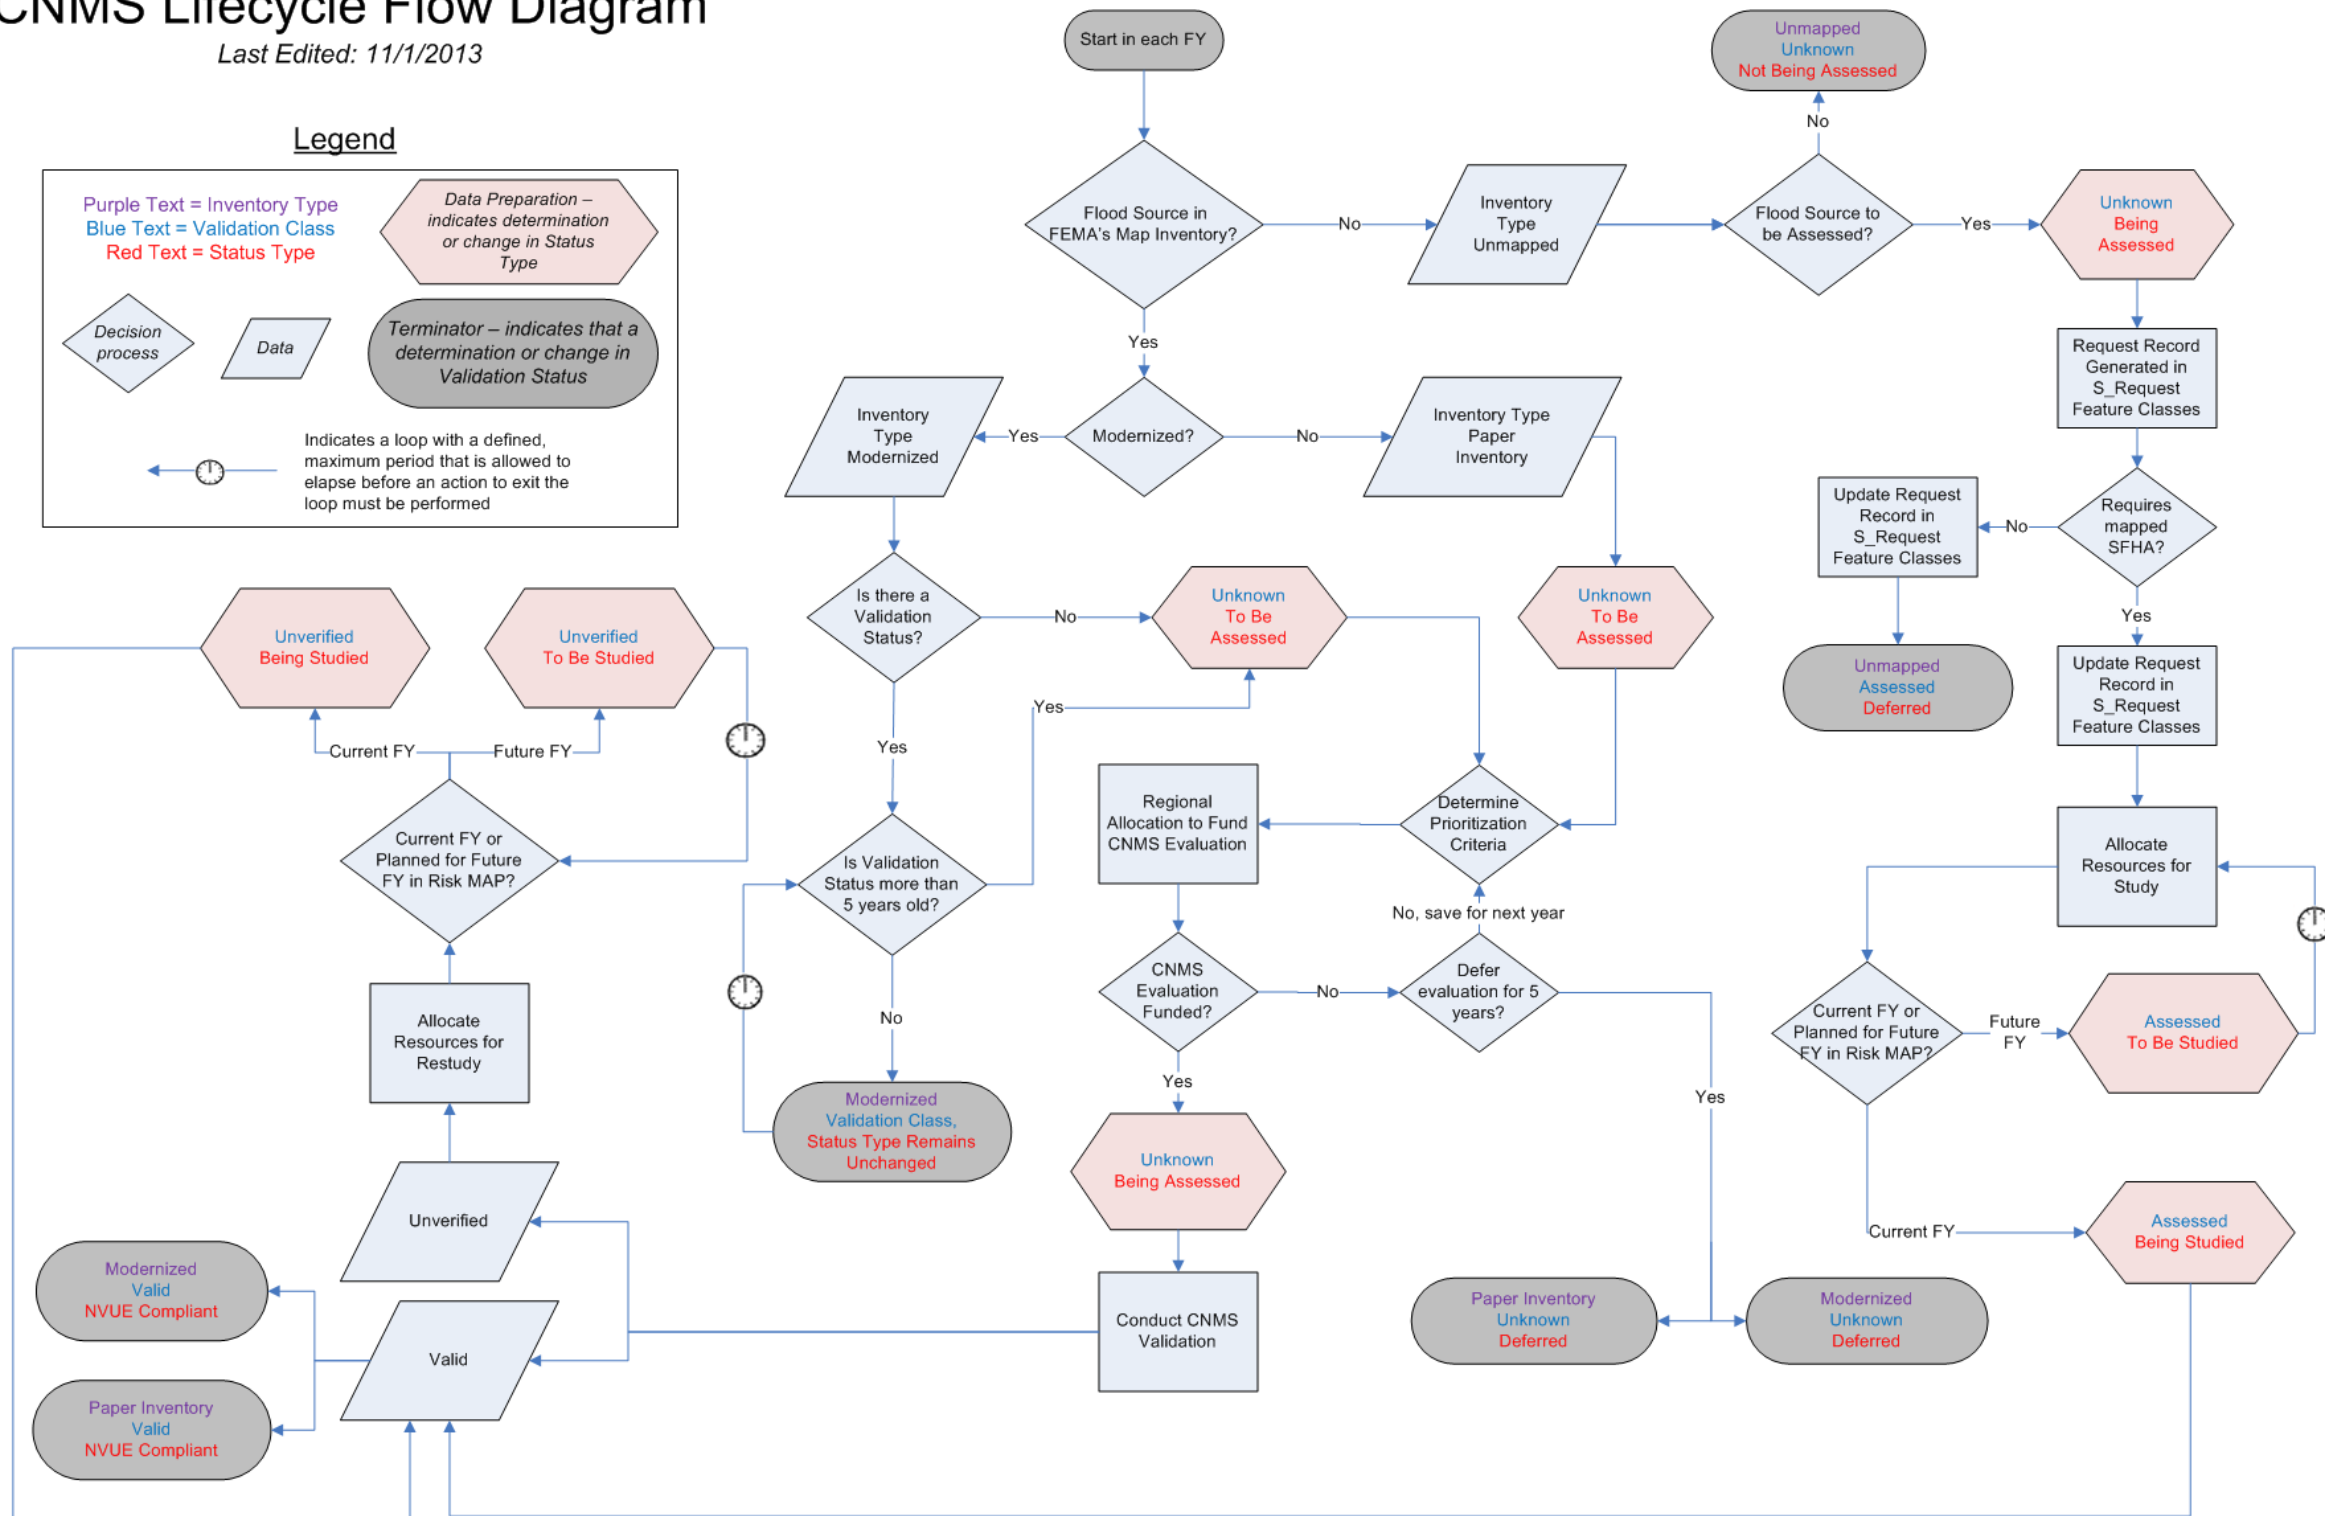 CNMS Lifecycle Flow Diagram
Last Edited: 11/1/2013
Legend
Purple Text = Inventory Type
Blue Text = Validation Class
Red Text = Status Type
Data Preparation –
indicates determination
or change in Status
Type
Decision
process
Data
Terminator – indicates that a
determination or change in
Validation Status
Indicates a loop with a defined,
maximum period that is allowed to
elapse before an action to exit the
loop must be performed
Start in each FY
Unmapped
Unknown
Not Being Assessed
No
Flood Source in
FEMA's Map Inventory?
No
Inventory
Type
Unmapped
Flood Source to
be Assessed?
Yes
Unknown
Being
Assessed
Yes
Request Record
Generated in
S_Request
Feature Classes
Inventory
Type
Modernized
Yes
Modernized?
No
Inventory Type
Paper
Inventory
Update Request
Record in
S_Request
Feature Classes
No
Requires
mapped
SFHA?
Yes
Is there a
Validation
Status?
No
Unknown
To Be
Assessed
Unknown
To Be
Assessed
Unverified
Being Studied
Unverified
To Be Studied
Unmapped
Assessed
Deferred
Update Request
Record in
S_Request
Feature Classes
Yes
Yes
Current FY
Future FY
Current FY or
Planned for Future
FY in Risk MAP?
Is Validation
Status more than
5 years old?
Regional
Allocation to Fund
CNMS Evaluation
Determine
Prioritization
Criteria
Allocate
Resources for
Study
No, save for next year
CNMS
Evaluation
Funded?
No
Defer
evaluation for 5
years?
Allocate
Resources for
Restudy
No
Yes
Yes
Current FY or
Planned for Future
FY in Risk MAP?
Future
FY
Assessed
To Be Studied
Modernized
Validation Class,
Status Type Remains
Unchanged
Unknown
Being Assessed
Unverified
Current FY
Assessed
Being Studied
Modernized
Valid
NVUE Compliant
Conduct CNMS
Validation
Paper Inventory
Unknown
Deferred
Modernized
Unknown
Deferred
Valid
Paper Inventory
Valid
NVUE Compliant